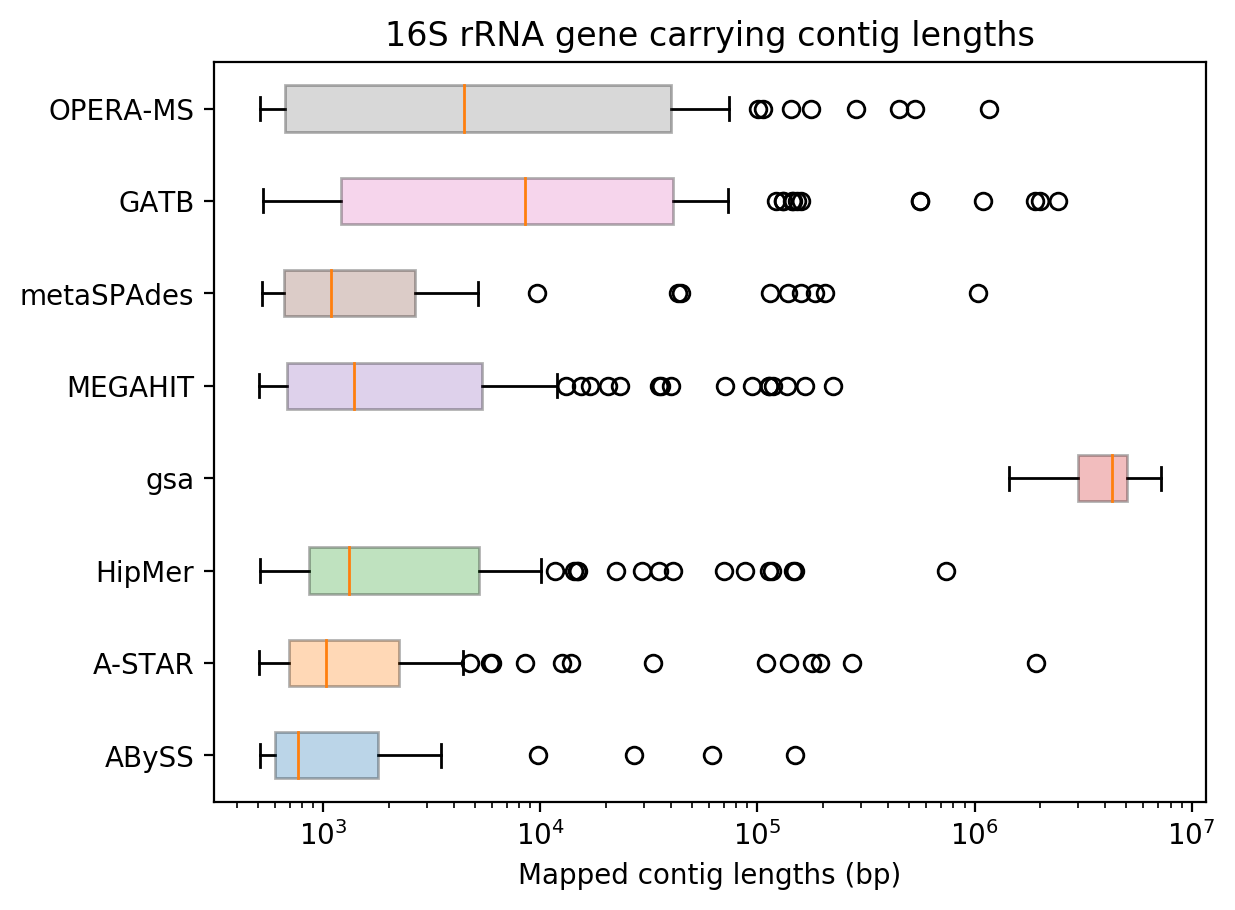 16S rRNA gene carrying contig lengths
OPERA-MS
GATB
metaSPAdes
MEGAHIT
gsa
HipMer
A-STAR
ABySS
10³ 10⁴ 10⁵ 10⁶ 10⁷
Mapped contig lengths (bp)